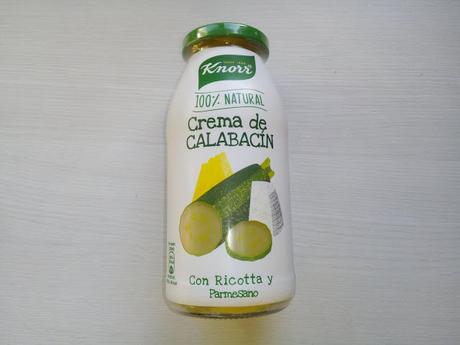 Knorr
100% NATURAL
Crema de
CALABACÍN
Con Ricotta y
Parmesano